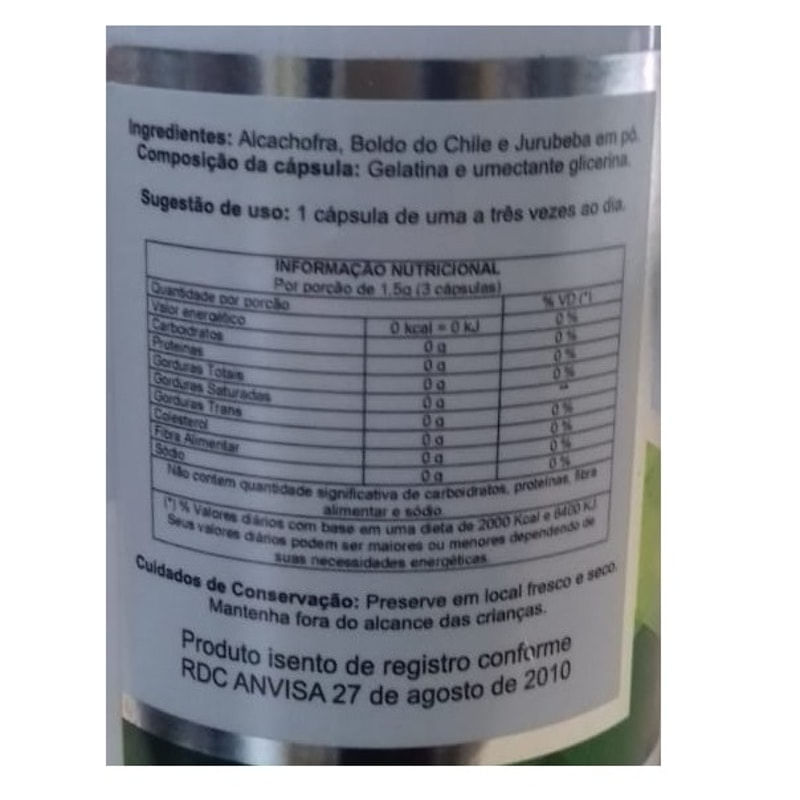 Ingredientes: Alcachofra, Boldo do Chile e Jurubeba em pó.
Composição da cápsula: Gelatina e umectante glicerina.
Sugestão de uso: 1 cápsula de uma a três vezes ao dia.
INFORMAÇÃO NUTRICIONAL
Por porção de 1,5g (3 cápsulas)
Quantidade por porção % VD (*)
Valor energético 0 kcal = 0 kJ 0 %
Carboidratos 0 g 0 %
Proteínas 0 g 0 %
Gorduras Totais 0 g 0 %
Gorduras Saturadas 0 g
Gorduras Trans 0 g
Colesterol 0 g 0 %
Fibra Alimentar 0 g 0 %
Sódio 0 g 0 %
Não contem quantidade significativa de carboidratos, proteínas, fibra
alimentar e sódio.
(*) % Valores diários com base em uma dieta de 2000 Kcal e 8400 KJ.
Seus valores diários podem ser maiores ou menores dependendo de
suas necessidades energéticas.
Cuidados de Conservação: Preserve em local fresco e seco.
Mantenha fora do alcance das crianças.
Produto isento de registro conforme
RDC ANVISA 27 de agosto de 2010